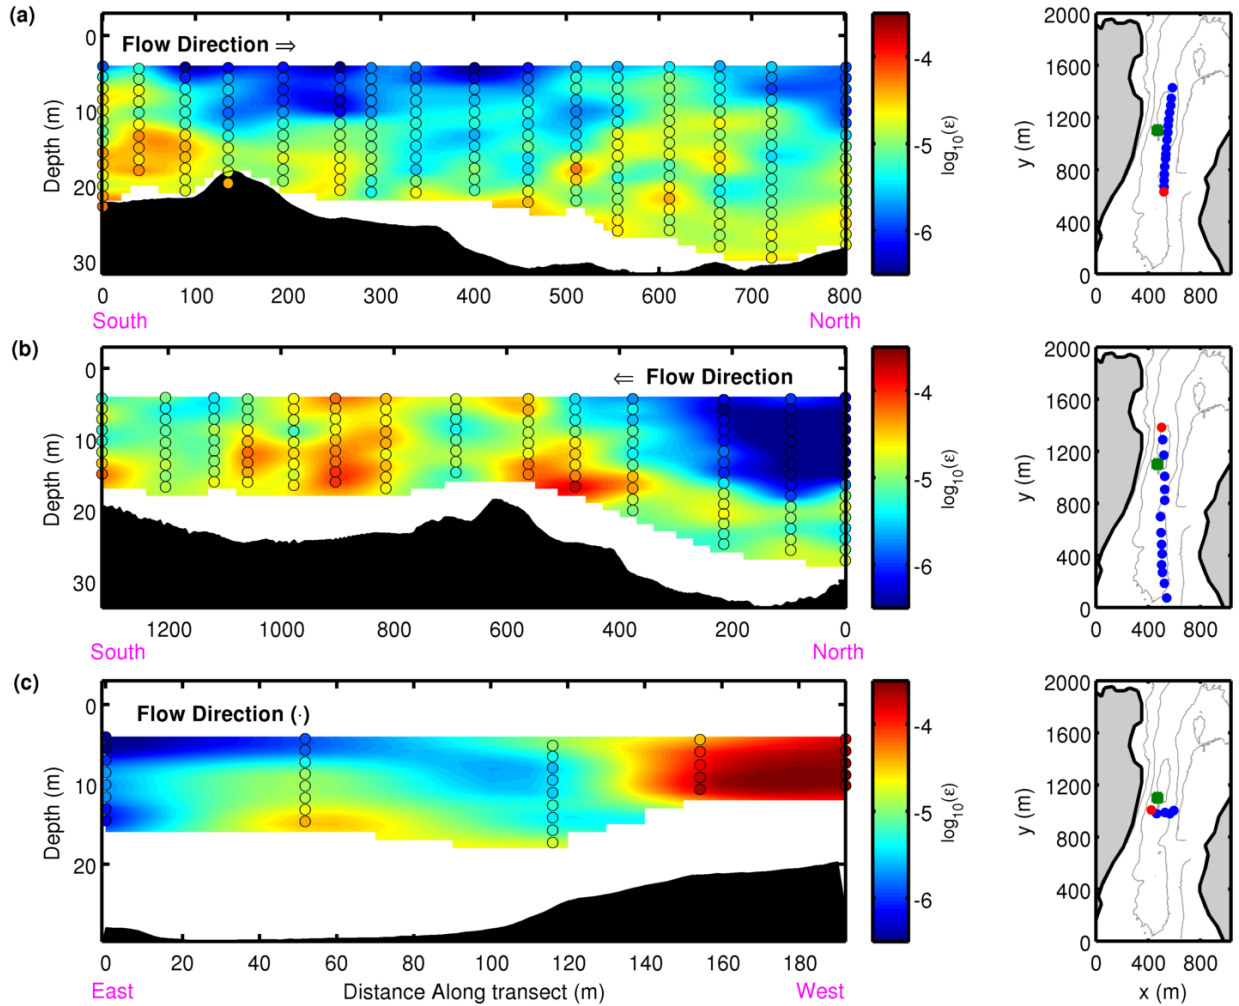 (a)
Flow Direction ⇒
Depth (m)
0
10
20
30
0 100 200 300 400 500 600 700 800
South North
log10(ε)
-4
-5
-6
y (m)
2000
1600
1200
800
400
0
0 400 800
(b)
⇐ Flow Direction
Depth (m)
0
10
20
30
1200 1000 800 600 400 200 0
South North
log10(ε)
-4
-5
-6
y (m)
2000
1600
1200
800
400
0
0 400 800
(c)
Flow Direction (·)
Depth (m)
0
10
20
0 20 40 60 80 100 120 140 160 180
East Distance Along transect (m) West
log10(ε)
-4
-5
-6
y (m)
2000
1600
1200
800
400
0
0 400 800
x (m)